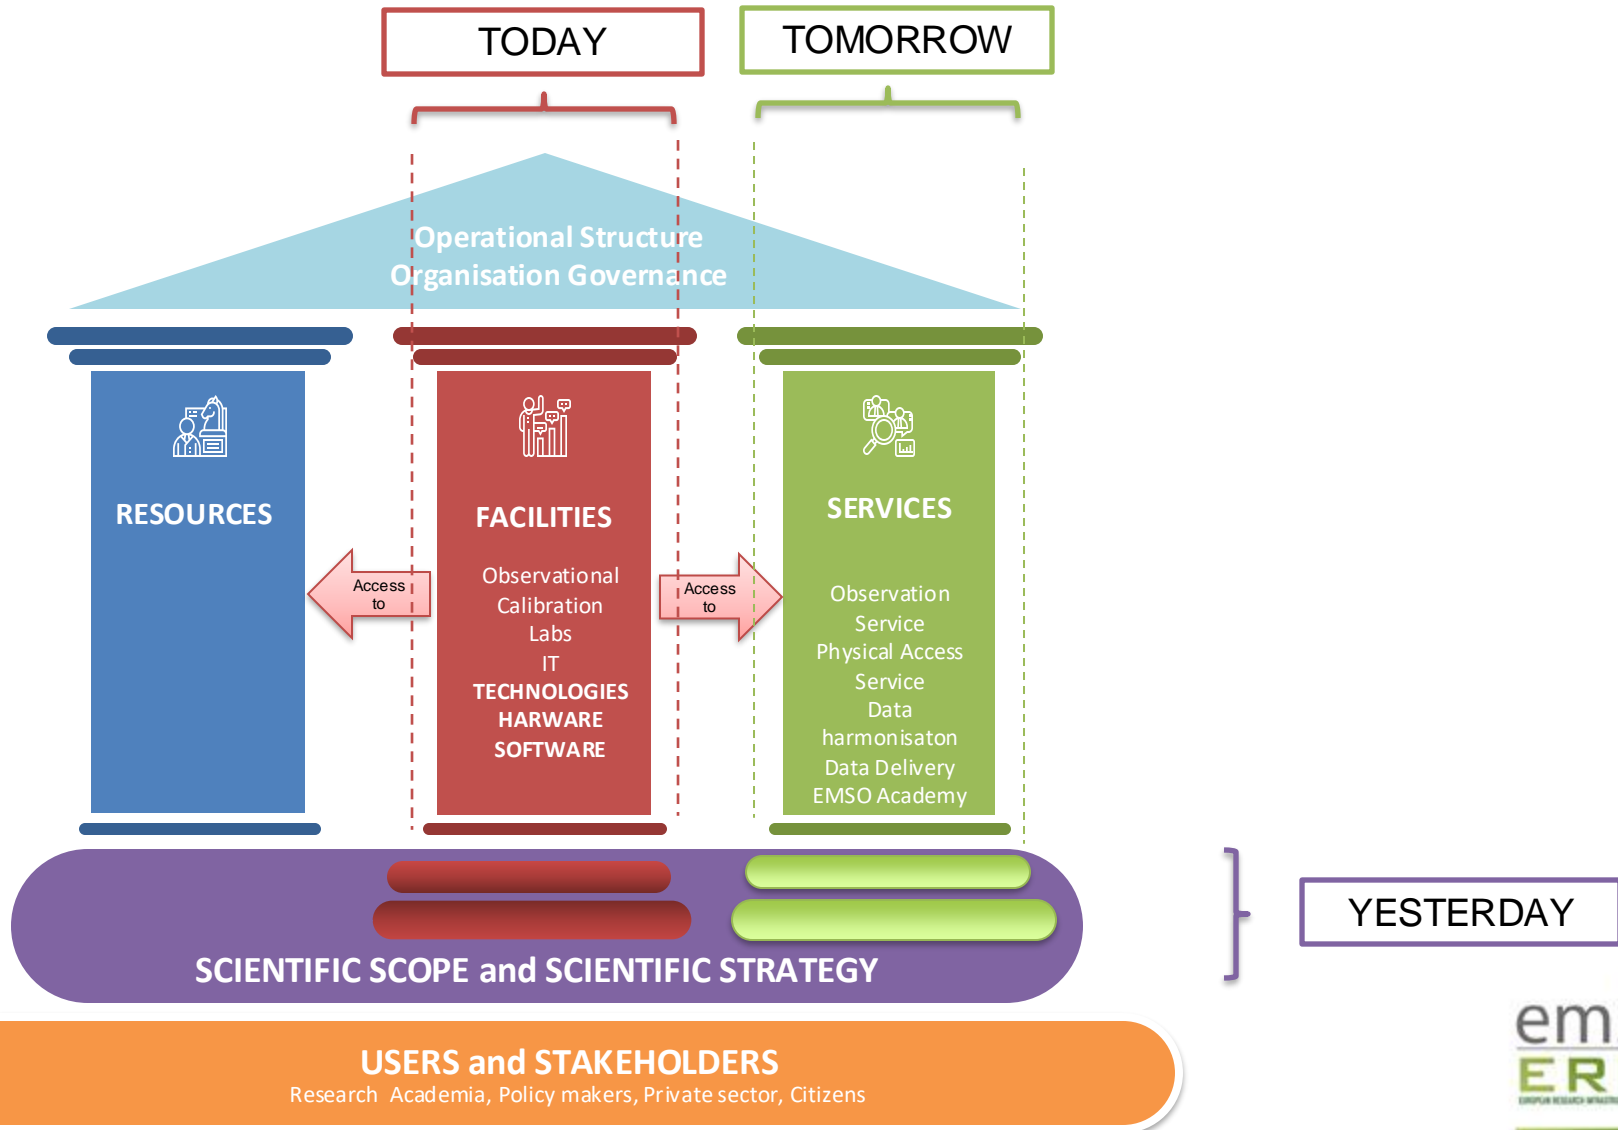 TODAY
TOMORROW
Operational Structure
Organisation Governance
RESOURCES
FACILITIES
Observational
Calibration
Labs
IT
TECHNOLOGIES
HARWARE
SOFTWARE
SERVICES
Observation
Service
Physical Access
Service
Data
harmonisaton
Data Delivery
EMSO Academy
Access
to
Access
to
YESTERDAY
SCIENTIFIC SCOPE and SCIENTIFIC STRATEGY
USERS and STAKEHOLDERS
Research Academia, Policy makers, Private sector, Citizens
em
ER